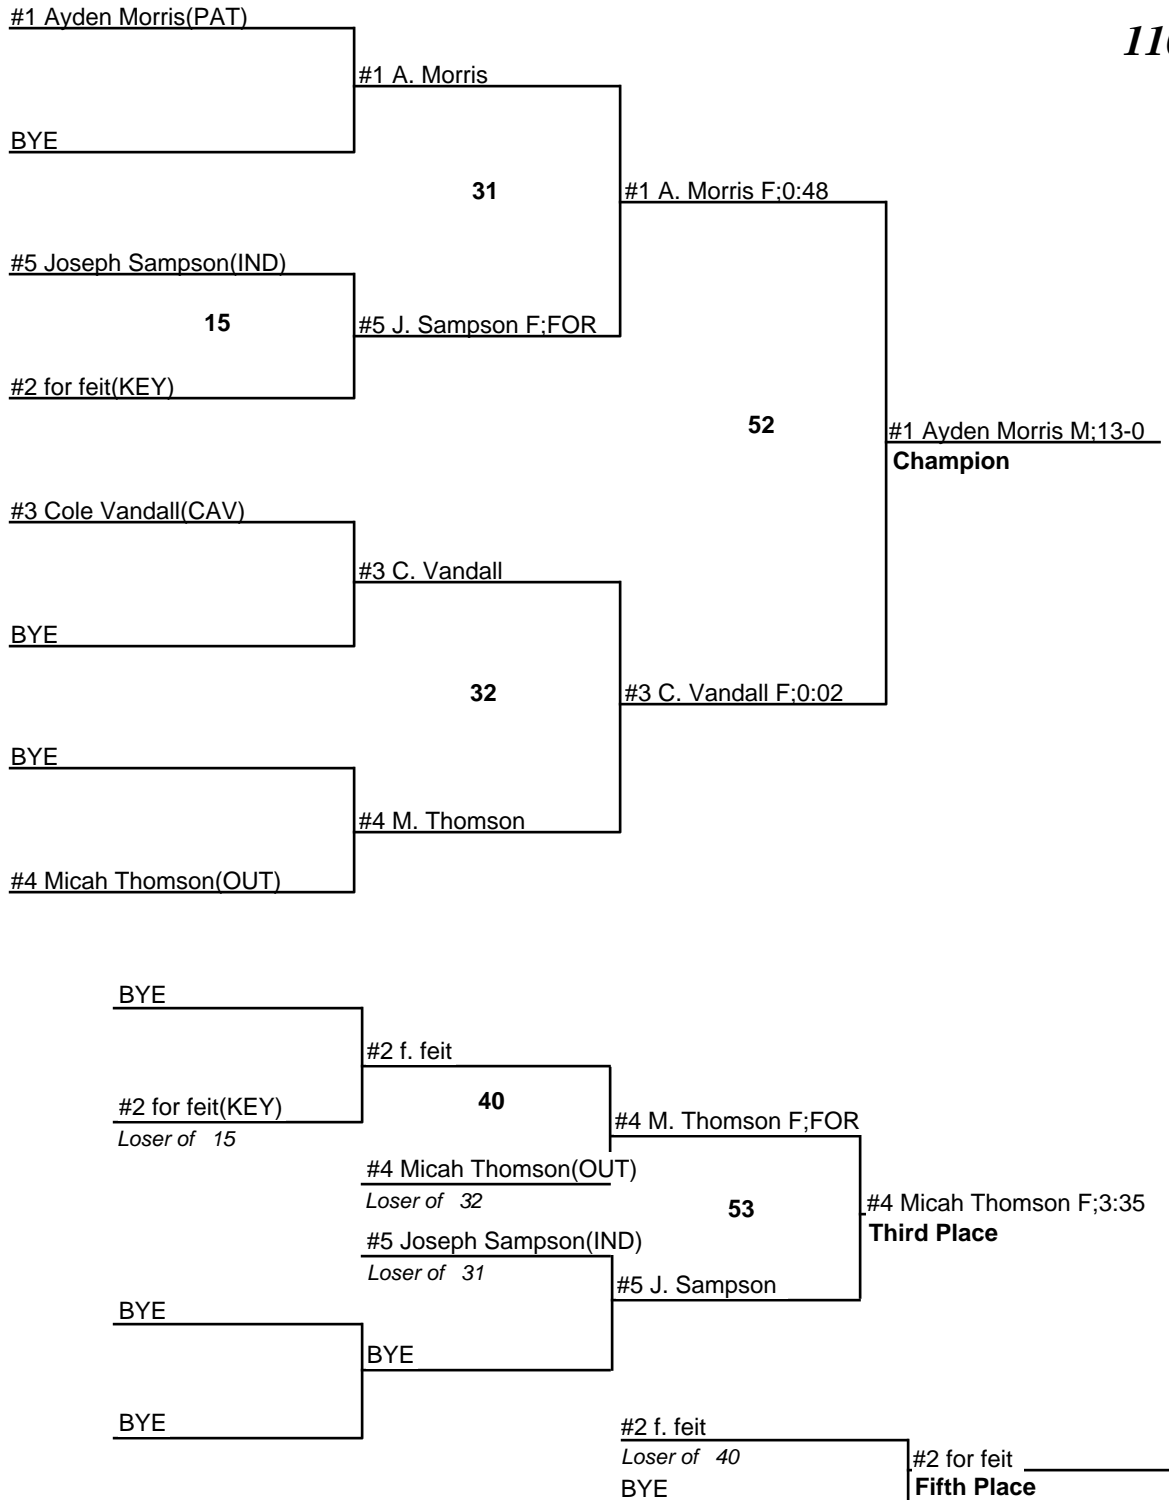 #1 Ayden Morris(PAT)
#1 A. Morris
BYE
31
#1 A. Morris F;0:48
#5 Joseph Sampson(IND)
15
#5 J. Sampson F;FOR
#2 for feit(KEY)
52
#1 Ayden Morris M;13-0
Champion
#3 Cole Vandall(CAV)
#3 C. Vandall
BYE
32
#3 C. Vandall F;0:02
BYE
#4 M. Thomson
#4 Micah Thomson(OUT)
BYE
#2 f. feit
#2 for feit(KEY)
Loser of 15
40
#4 M. Thomson F;FOR
#4 Micah Thomson(OUT)
Loser of 32
53
#4 Micah Thomson F;3:35
Third Place
#5 Joseph Sampson(IND)
Loser of 31
#5 J. Sampson
BYE
BYE
BYE
#2 f. feit
Loser of 40
#2 for feit
BYE
Fifth Place